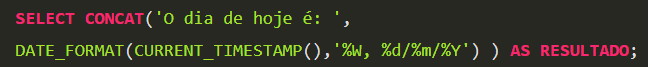 SELECT CONCAT('O dia de hoje é: ',
DATE_FORMAT(CURRENT_TIMESTAMP(),'%W, %d/%m/%Y') ) AS RESULTADO;